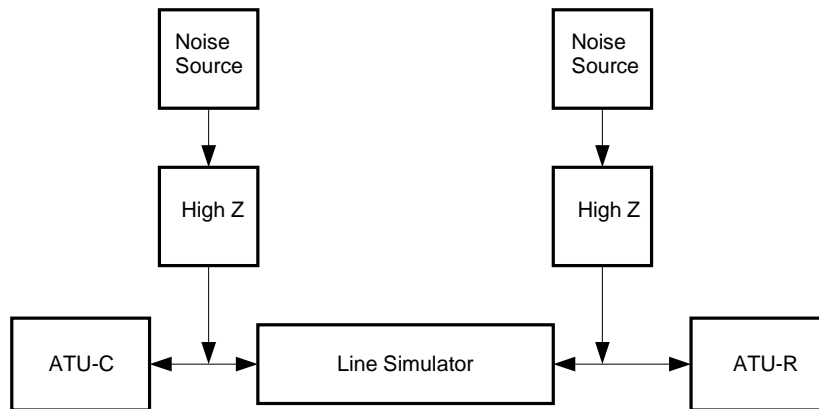 Noise
Source
Noise
Source
High Z
High Z
ATU-C
Line Simulator
ATU-R